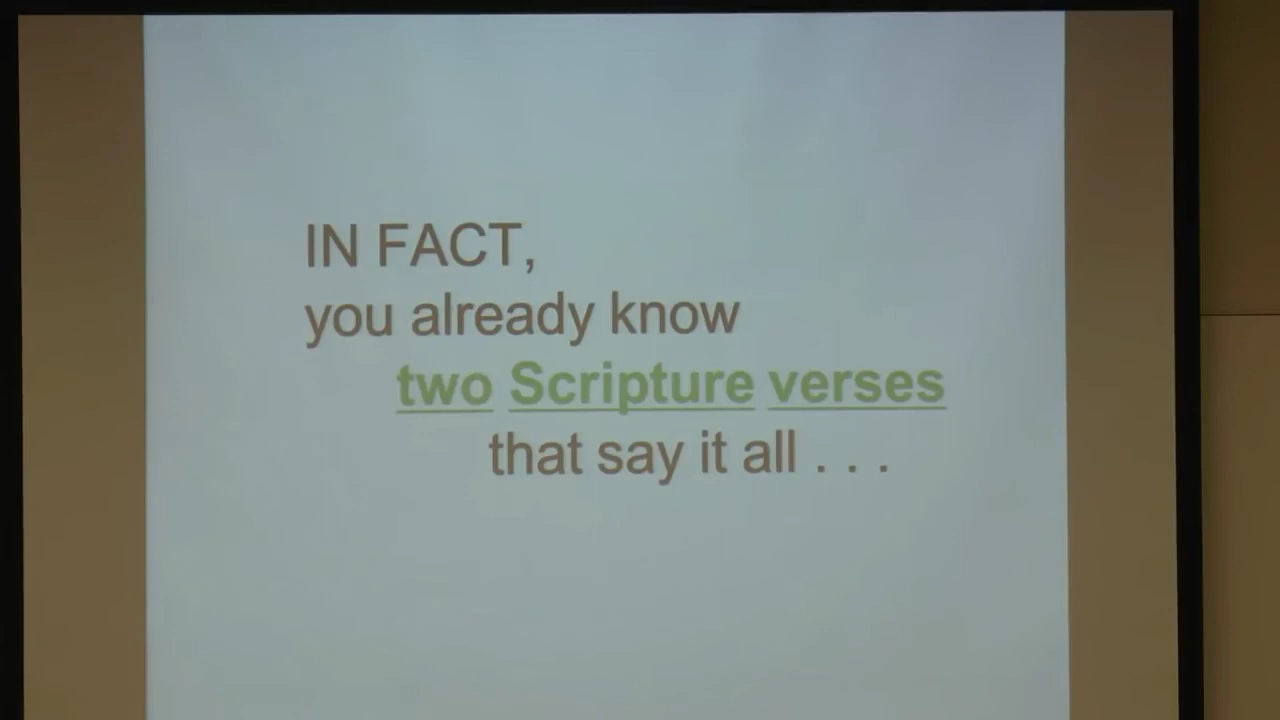 IN FACT,
you already know
two Scripture verses
that say it all . . .